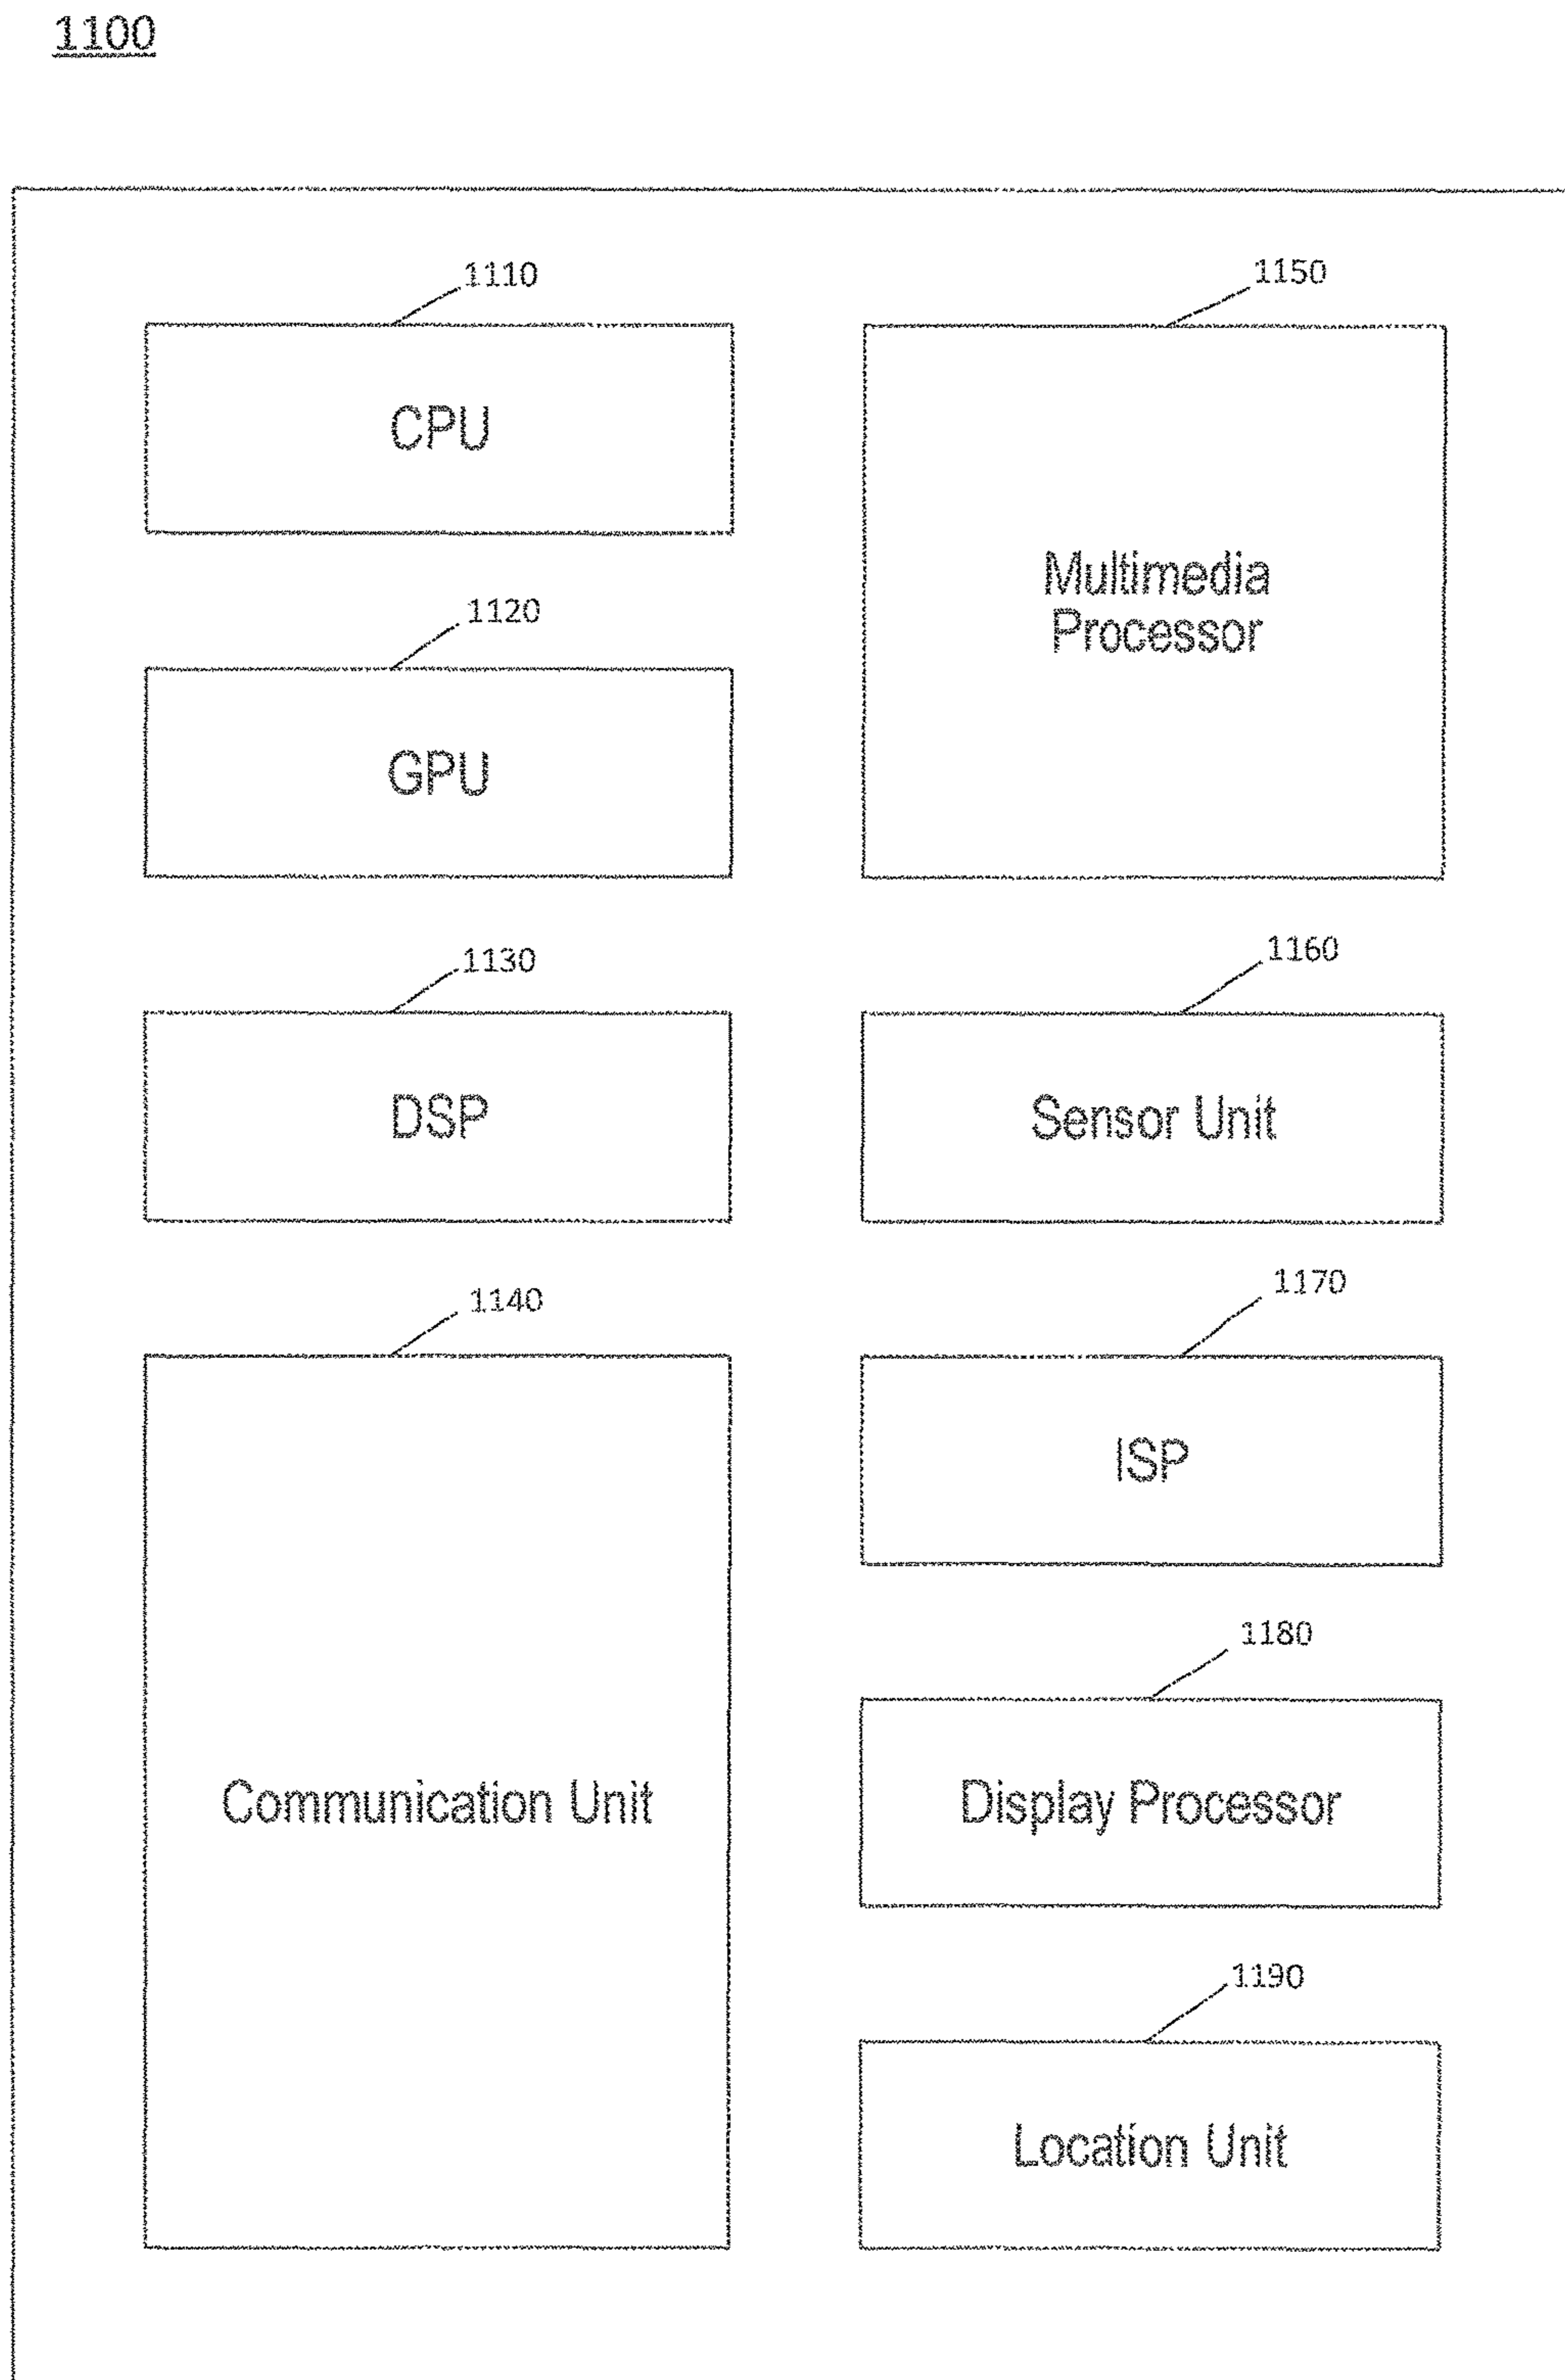 1100
1110
CPU
1120
GPU
1130
DSP
1140
Communication Unit
1150
Multimedia
Processor
1160
Sensor Unit
1170
ISP
1180
Display Processor
1190
Location Unit